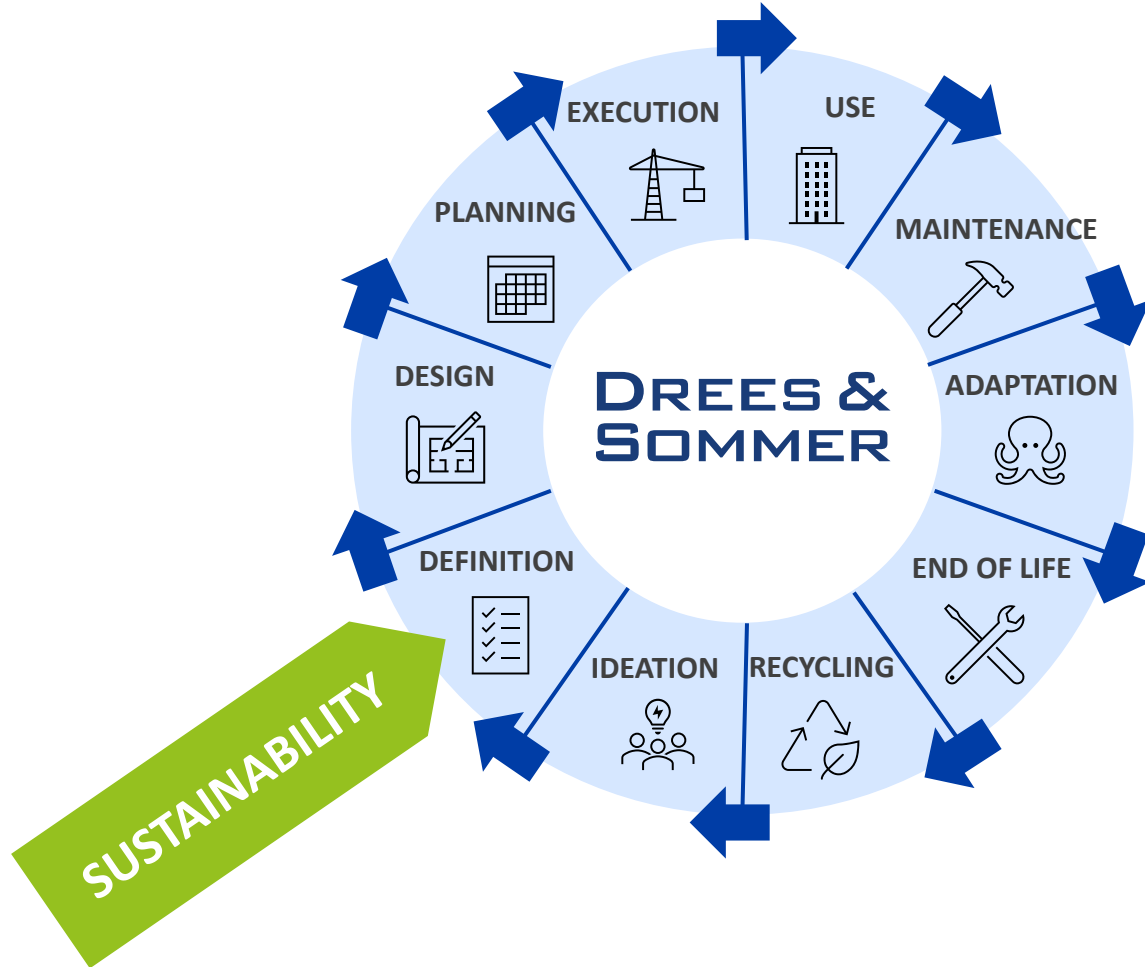 EXECUTION
USE
PLANNING
MAINTENANCE
DESIGN
DREES &
SOMMER
ADAPTATION
DEFINITION
END OF LIFE
IDEATION
RECYCLING
SUSTAINABILITY